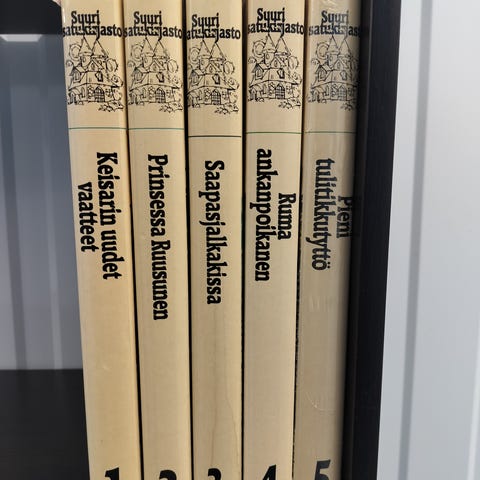 Suuri
satukirjasto
Keisarin uudet
vaatteet
1
Suuri
satukirjasto
Prinsessa Ruusunen
2
Suuri
satukirjasto
Saapasjalkakissa
3
Suuri
satukirjasto
Ruma
ankanpoikanen
4
Suuri
satukirjasto
Pieni
tulitikkutyttö
5